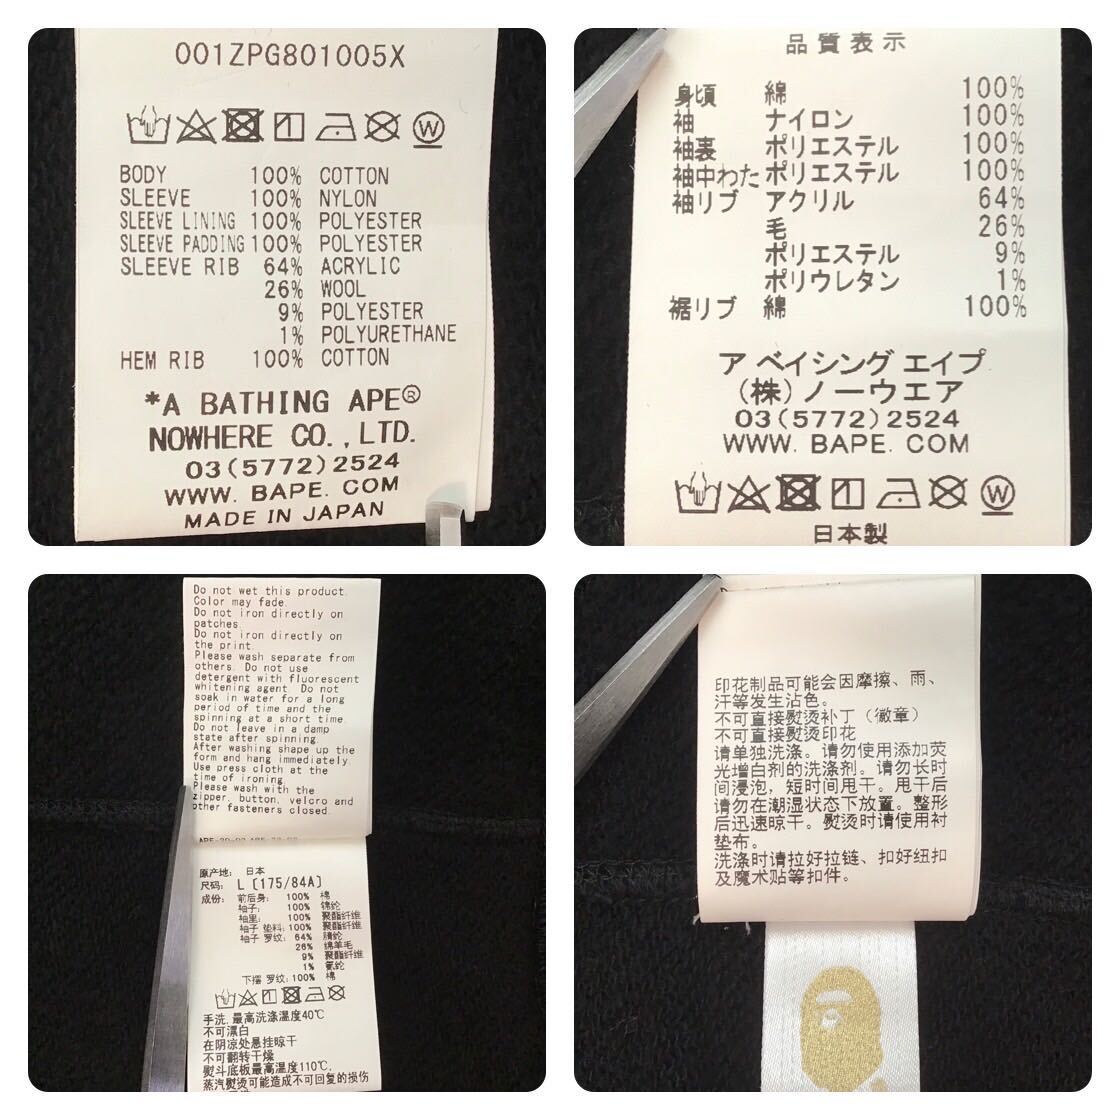 001ZPG801005X
W
BODY 100% COTTON
SLEEVE 100% NYLON
SLEEVE LINING 100% POLYESTER
SLEEVE PADDING 100% POLYESTER
SLEEVE RIB 64% ACRYLIC
26% WOOL
9% POLYESTER
1% POLYURETHANE
HEM RIB 100% COTTON
*A BATHING APE®
NOWHERE CO.,LTD.
03(5772)2524
WWW. BAPE. COM
MADE IN JAPAN
品質表示
身頃 綿 100%
袖 ナイロン 100%
袖裏 ポリエステル 100%
袖中わた ポリエステル 100%
袖リブ アクリル 64%
毛 26%
ポリエステル 9%
ポリウレタン 1%
裾リブ 綿 100%
ア ベイシング エイプ
(株)ノーウエア
03(5772)2524
WWW. BAPE. COM
W
日本製
Do not wet this product.
Color may fade.
Do not iron directly on
patches.
Do not iron directly on
the print.
Please wash separate from
others. Do not use
detergent with fluorescent
whitening agent. Do not
soak in water for a long
period of time and the
spinning at a short time.
Do not leave in a damp
state after spinning.
After washing shape up the
form and hang immediately.
Use press cloth at the
time of ironing.
Please wash with the
zipper, button, velcro and
other fasteners closed.
原产地: 日本
尺码: L [175/84A]
成份: 前后身: 100% 棉
袖子: 100% 锦纶
袖里: 100% 聚酯纤维
袖子 垫料: 100% 聚酯纤维
袖子 罗纹: 64% 腈纶
26% 绵羊毛
9% 聚酯纤维
1% 氨纶
下摆 罗纹: 100% 棉
手洗,最高洗涤温度40℃
不可漂白
在阴凉处悬挂晾干
不可翻转干燥
熨斗底板最高温度110℃,
蒸汽熨烫可能造成不可回复的损伤
印花制品可能会因摩擦、雨、
汗等发生沾色。
不可直接熨烫补丁（徽章）
不可直接熨烫印花
请单独洗涤。请勿使用添加荧
光增白剂的洗涤剂。请勿长时
间浸泡，短时间甩干。甩干后
请勿在潮湿状态下放置。整形
后迅速晾干。熨烫时请使用衬
垫布。
洗涤时请拉好拉链、扣好纽扣
及魔术贴等扣件。